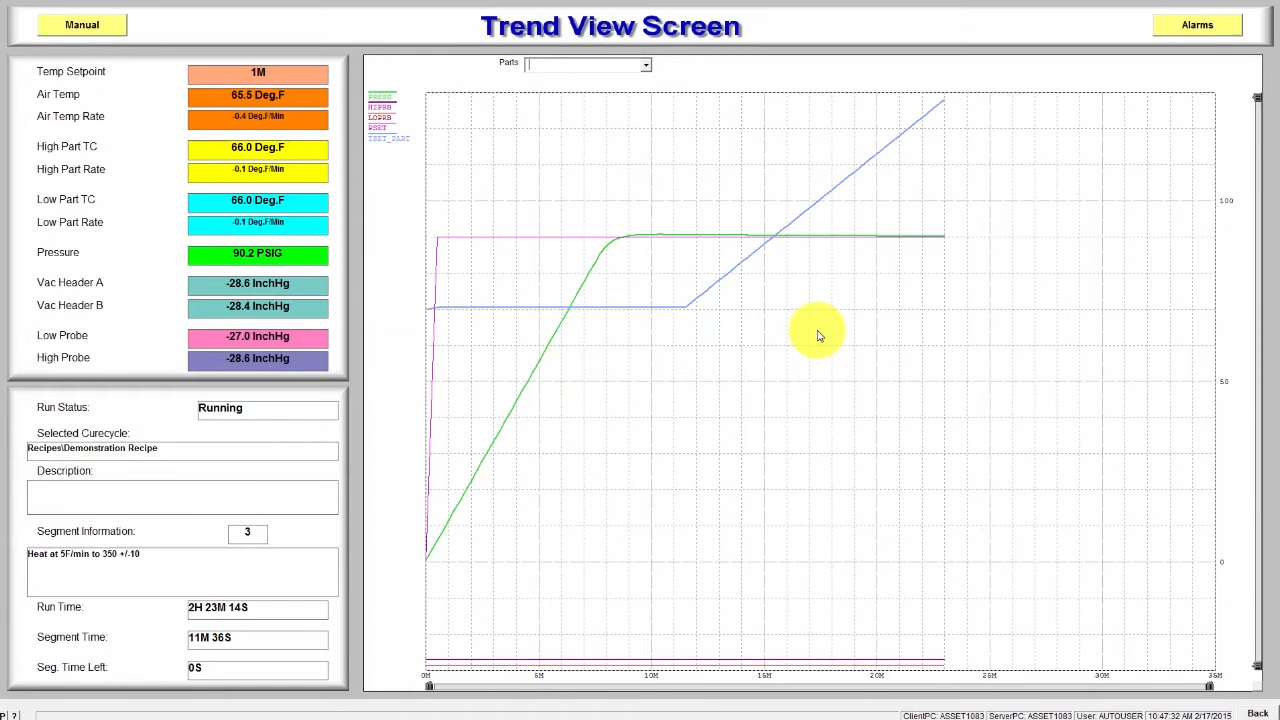 Manual
Trend View Screen
Alarms
Temp Setpoint 1M
Air Temp 65.5 Deg.F
Air Temp Rate -0.4 Deg.F/Min
High Part TC 66.0 Deg.F
High Part Rate -0.1 Deg.F/Min
Low Part TC 66.0 Deg.F
Low Part Rate -0.1 Deg.F/Min
Pressure 90.2 PSIG
Vac Header A -28.6 InchHg
Vac Header B -28.4 InchHg
Low Probe -27.0 InchHg
High Probe -28.6 InchHg
Run Status: Running
Selected Curecycle:
Recipes\Demonstration Recipe
Description:
Segment Information: 3
Heat at 5F/min to 350 +/-10
Run Time: 2H 23M 14S
Segment Time: 11M 36S
Seg. Time Left: 0S
Parts
PRESS
HIPRB
LOPRB
PSET
TSET_PART
100
50
0
0M 5M 10M 15M 20M 25M 30M 35M
P ? ClientPC: ASSET1083 ServerPC: ASSET1083 User: AUTOUSER 10:47:32 AM 2/17/2015 Back